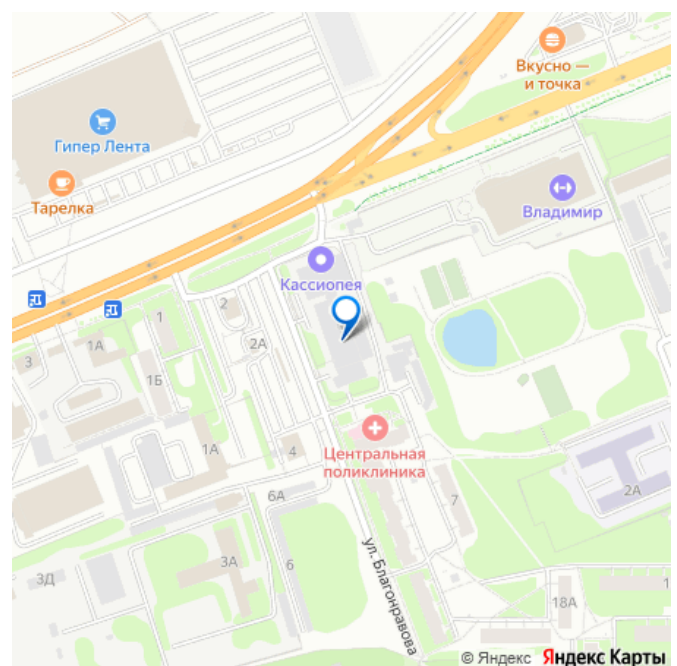 Вкусно —
и точка
Гипер Лента
Тарелка
Владимир
Кассиопея
2
1
3
1А
2А
1Б
1А
4
Центральная
поликлиника
6А
7
2А
ул. Благонравова
3А
6
3Д
18А
1
© Яндекс Яндекс Карты